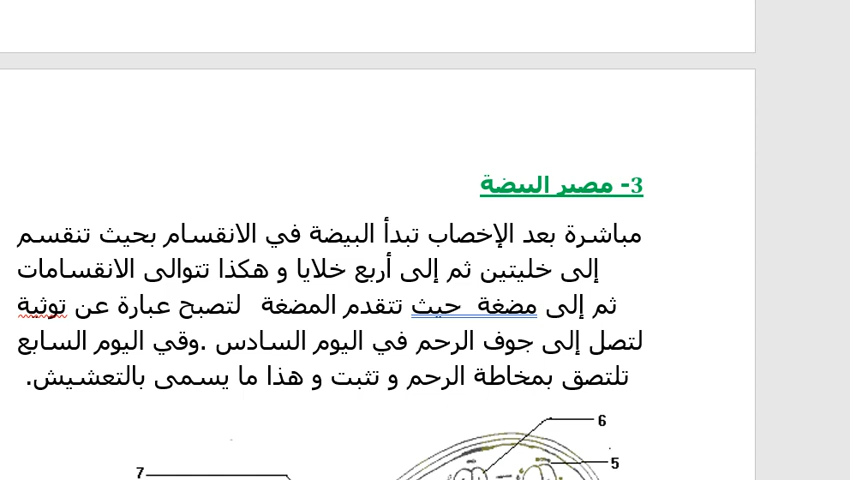 3- مصير البيضة
مباشرة بعد الإخصاب تبدأ البيضة في الانقسام بحيث تنقسم
إلى خليتين ثم إلى أربع خلايا و هكذا تتوالى الانقسامات
ثم إلى مضغة حيث تتقدم المضغة لتصبح عبارة عن توثية
لتصل إلى جوف الرحم في اليوم السادس .وفي اليوم السابع
تلتصق بمخاطة الرحم و تثبت و هذا ما يسمى بالتعشيش.
6
5
7